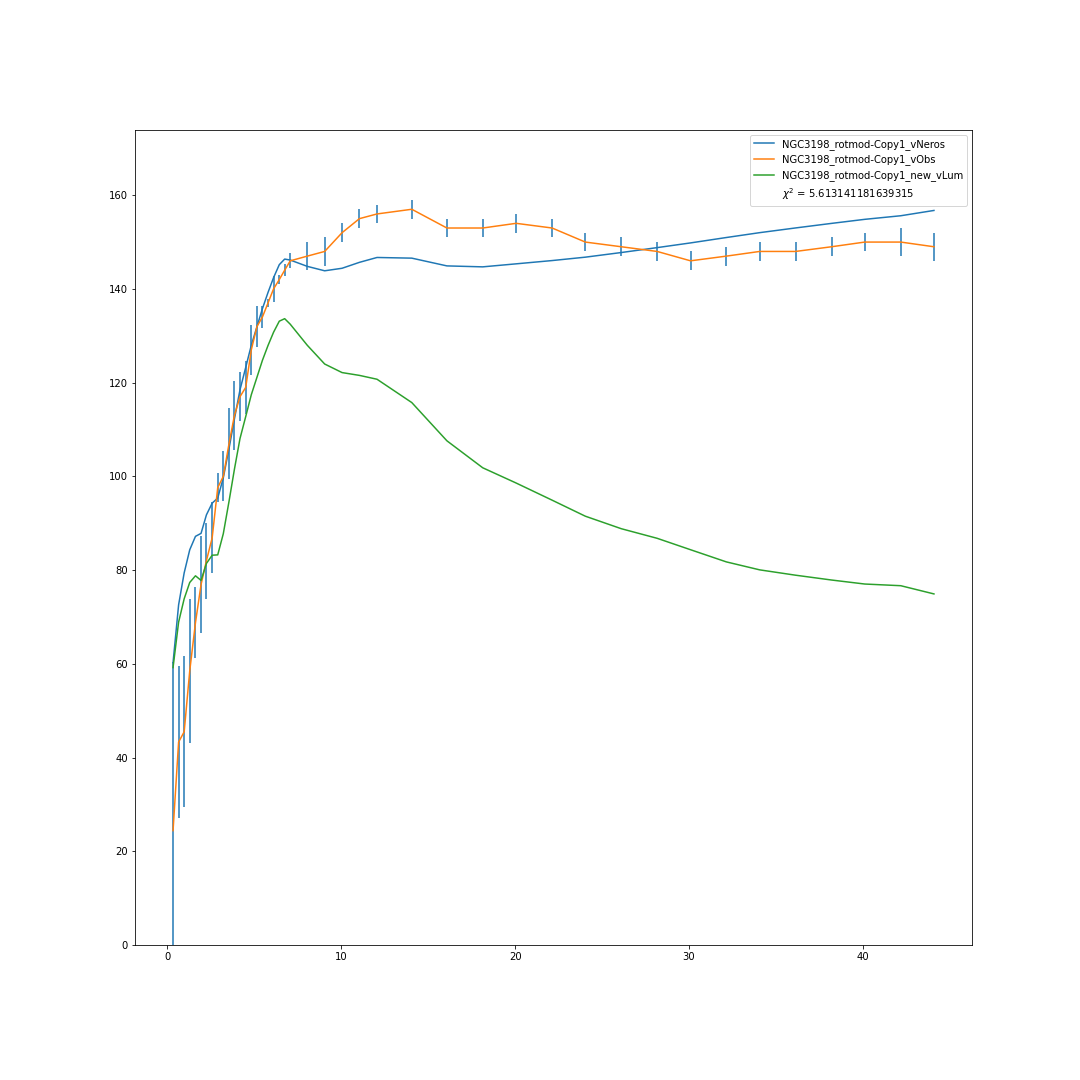 NGC3198_rotmod-Copy1_vNeros
NGC3198_rotmod-Copy1_vObs
NGC3198_rotmod-Copy1_new_vLum
χ² = 5.613141181639315
160
140
120
100
80
60
40
20
0
0 10 20 30 40